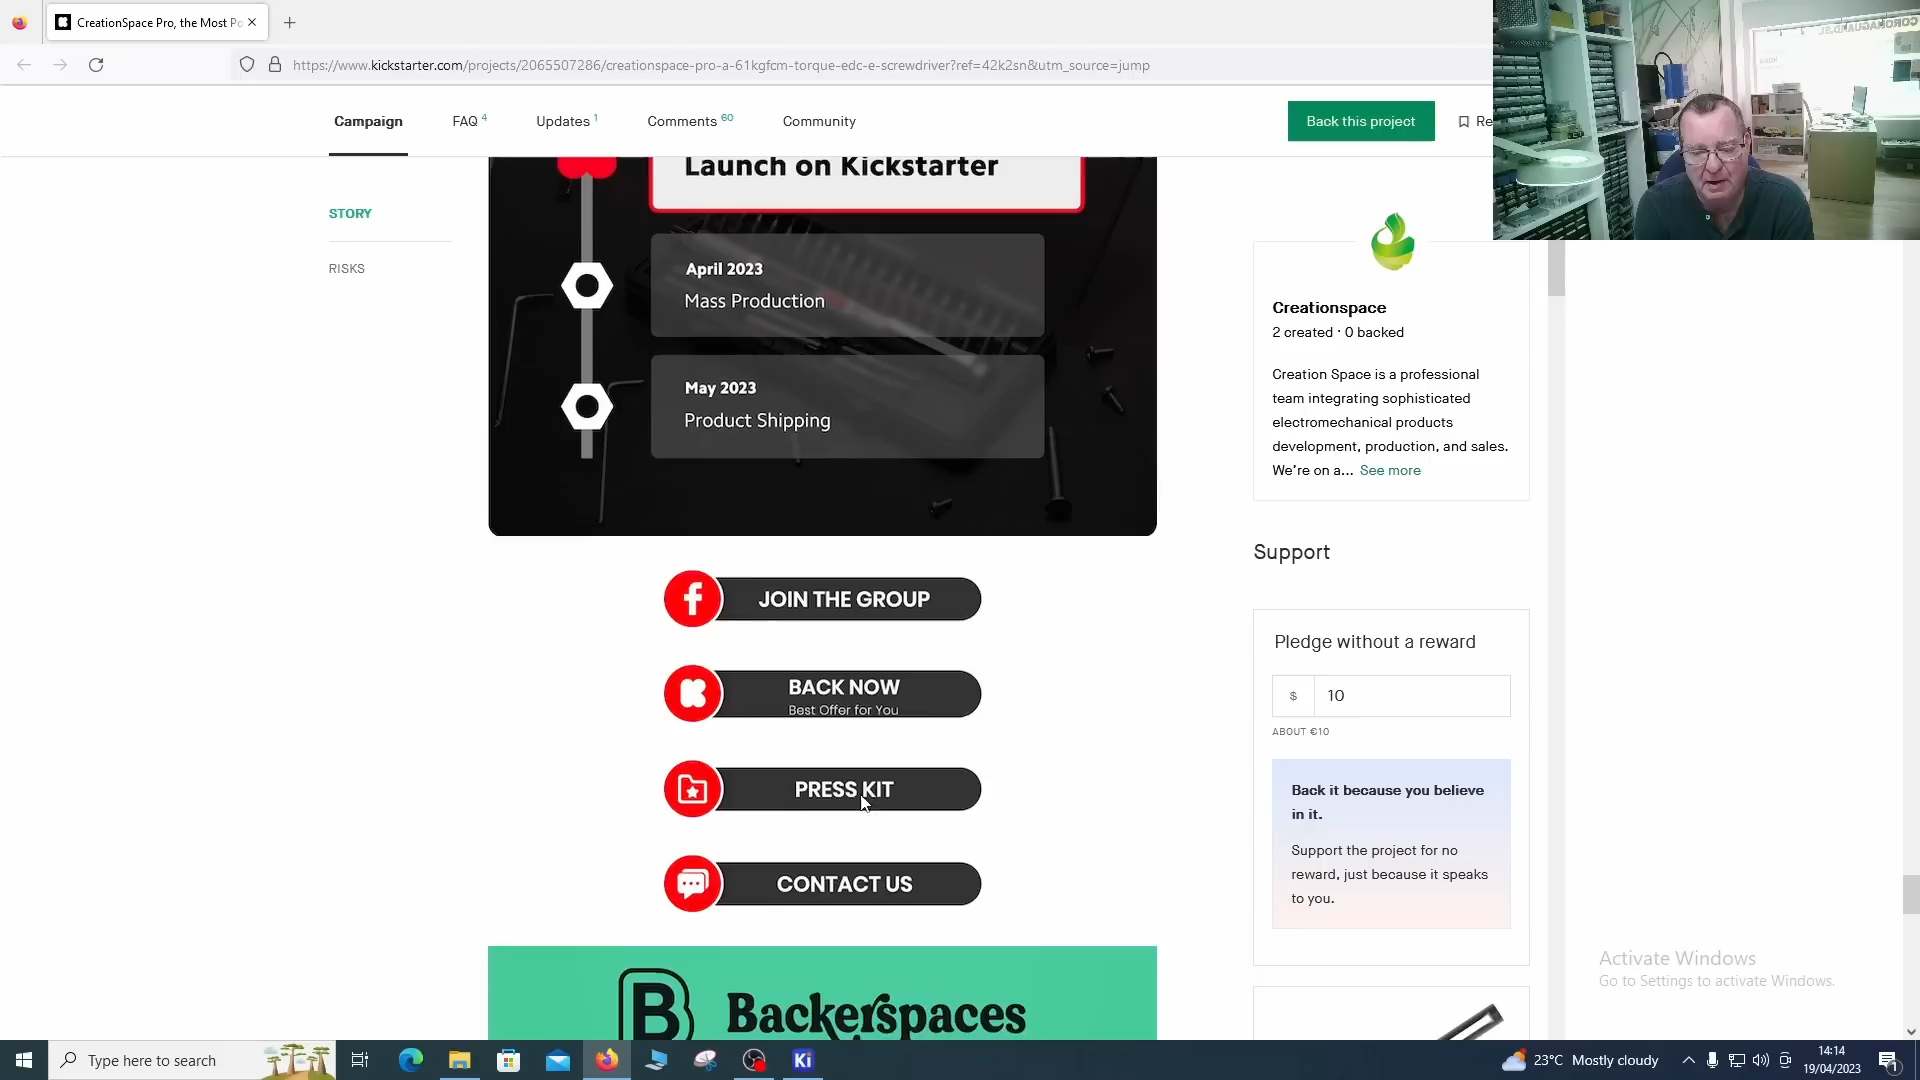 CreationSpace Pro, the Most Po
https://www.kickstarter.com/projects/2065507286/creationspace-pro-a-61kgfcm-torque-edc-e-screwdriver?ref=42k2sn&utm_source=jump
Campaign
FAQ 4
Updates 1
Comments 60
Community
Back this project
Re
STORY
RISKS
Launch on Kickstarter
April 2023
Mass Production
May 2023
Product Shipping
JOIN THE GROUP
BACK NOW
Best Offer for You
PRESS KIT
CONTACT US
Backerspaces
Creationspace
2 created · 0 backed
Creation Space is a professional
team integrating sophisticated
electromechanical products
development, production, and sales.
We're on a... See more
Support
Pledge without a reward
$ 10
ABOUT €10
Back it because you believe
in it.
Support the project for no
reward, just because it speaks
to you.
Activate Windows
Go to Settings to activate Windows.
Type here to search
Ki
23°C Mostly cloudy
14:14
19/04/2023
1